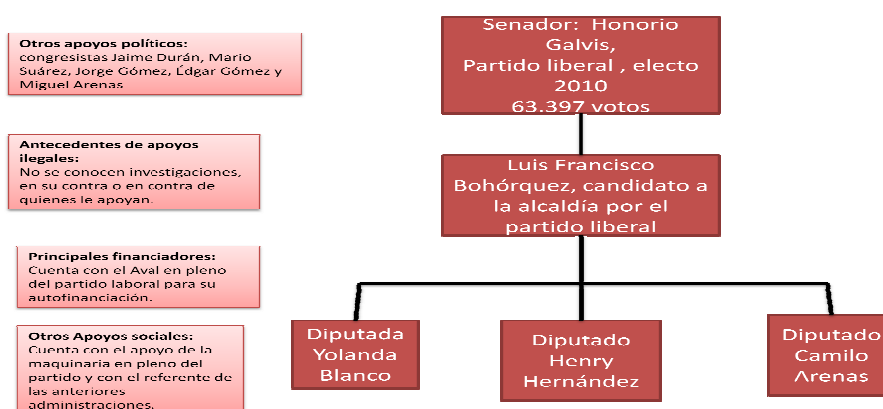 Otros apoyos políticos:
congresistas Jaime Durán, Mario
Suárez, Jorge Gómez, Édgar Gómez y
Miguel Arenas
Antecedentes de apoyos
ilegales:
No se conocen investigaciones,
en su contra o en contra de
quienes le apoyan.
Principales financiadores:
Cuenta con el Aval en pleno
del partido laboral para su
autofinanciación.
Otros Apoyos sociales:
Cuenta con el apoyo de la
maquinaria en pleno del
partido y con el referente de
las anteriores
administraciones.
Senador: Honorio
Galvis,
Partido liberal , electo
2010
63.397 votos
Luis Francisco
Bohórquez, candidato a
la alcaldía por el
partido liberal
Diputada
Yolanda
Blanco
Diputado
Henry
Hernández
Diputado
Camilo
Arenas